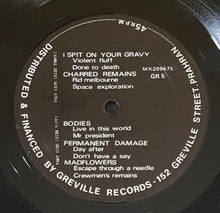 45RPM
I SPIT ON YOUR GRAVY
Violent fluff
Done to death
CHARRED REMAINS
Rid melbourne
Space exploration
MX209675
GR 5
BODIES
Live in this world
Mr president
PERMANENT DAMAGE
Day after
Don't have a say
MADFLOWERS
Escape through a needle
Crewmen's remains
DISTRIBUTED & FINANCED BY GREVILLE RECORDS-152 GREVILLE STREET PRAHRAN